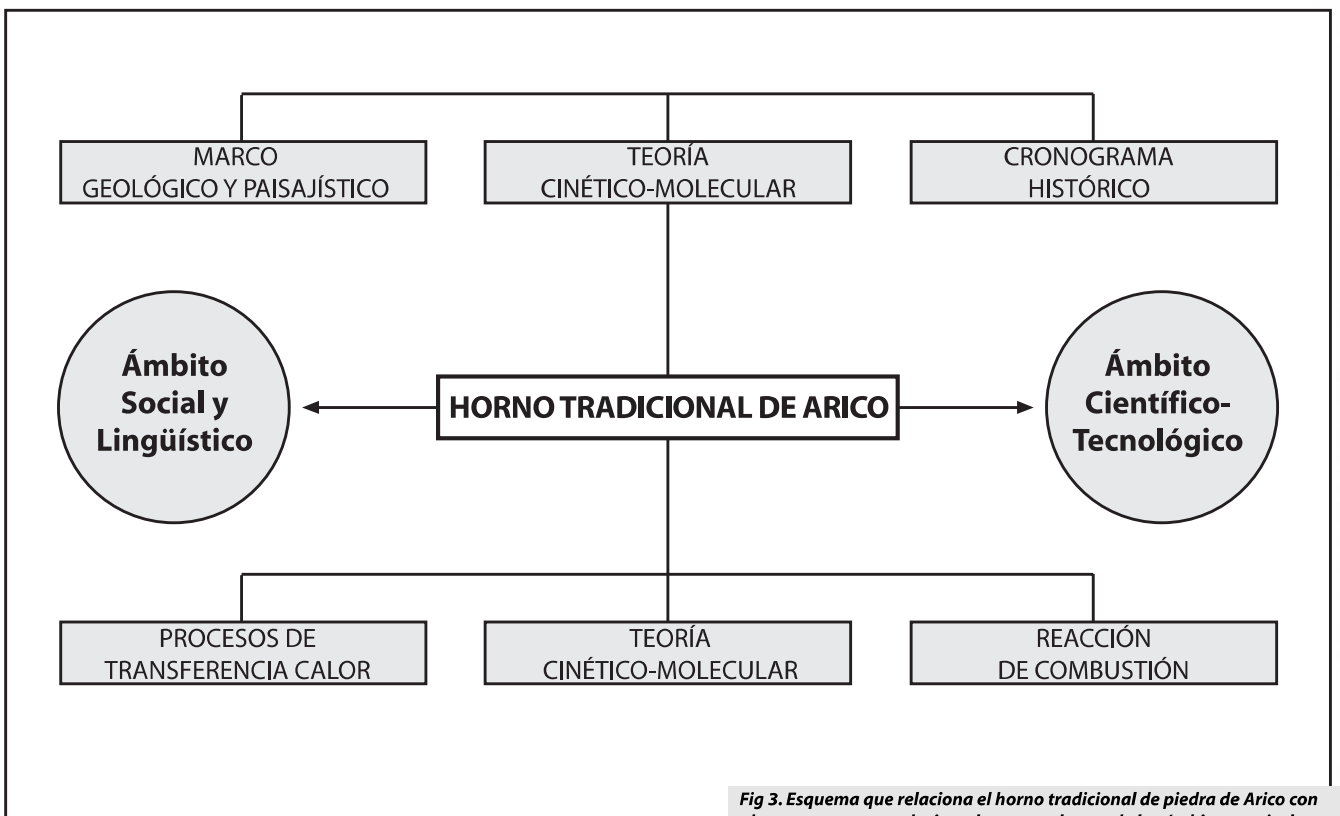 MARCO
GEOLÓGICO Y PAISAJÍSTICO
TEORÍA
CINÉTICO-MOLECULAR
CRONOGRAMA
HISTÓRICO
Ámbito
Social y
Lingüístico
HORNO TRADICIONAL DE ARICO
Ámbito
Científico-
Tecnológico
PROCESOS DE
TRANSFERENCIA CALOR
TEORÍA
CINÉTICO-MOLECULAR
REACCIÓN
DE COMBUSTIÓN
Fig 3. Esquema que relaciona el horno tradicional de piedra de Arico con